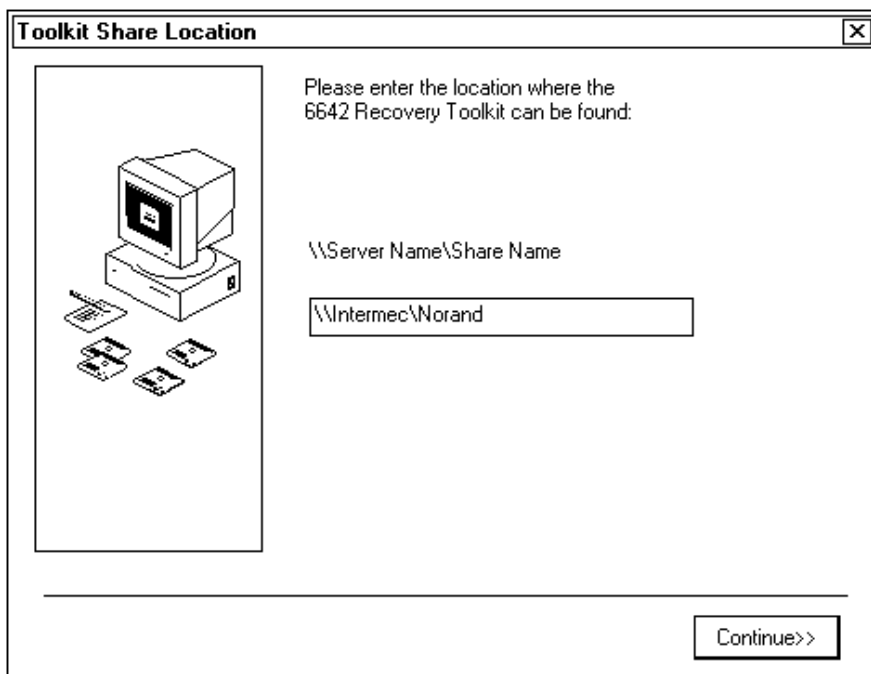 Toolkit Share Location
Please enter the location where the
6642 Recovery Toolkit can be found:
\\Server Name\Share Name
\\Intermec\Norand
Continue>>